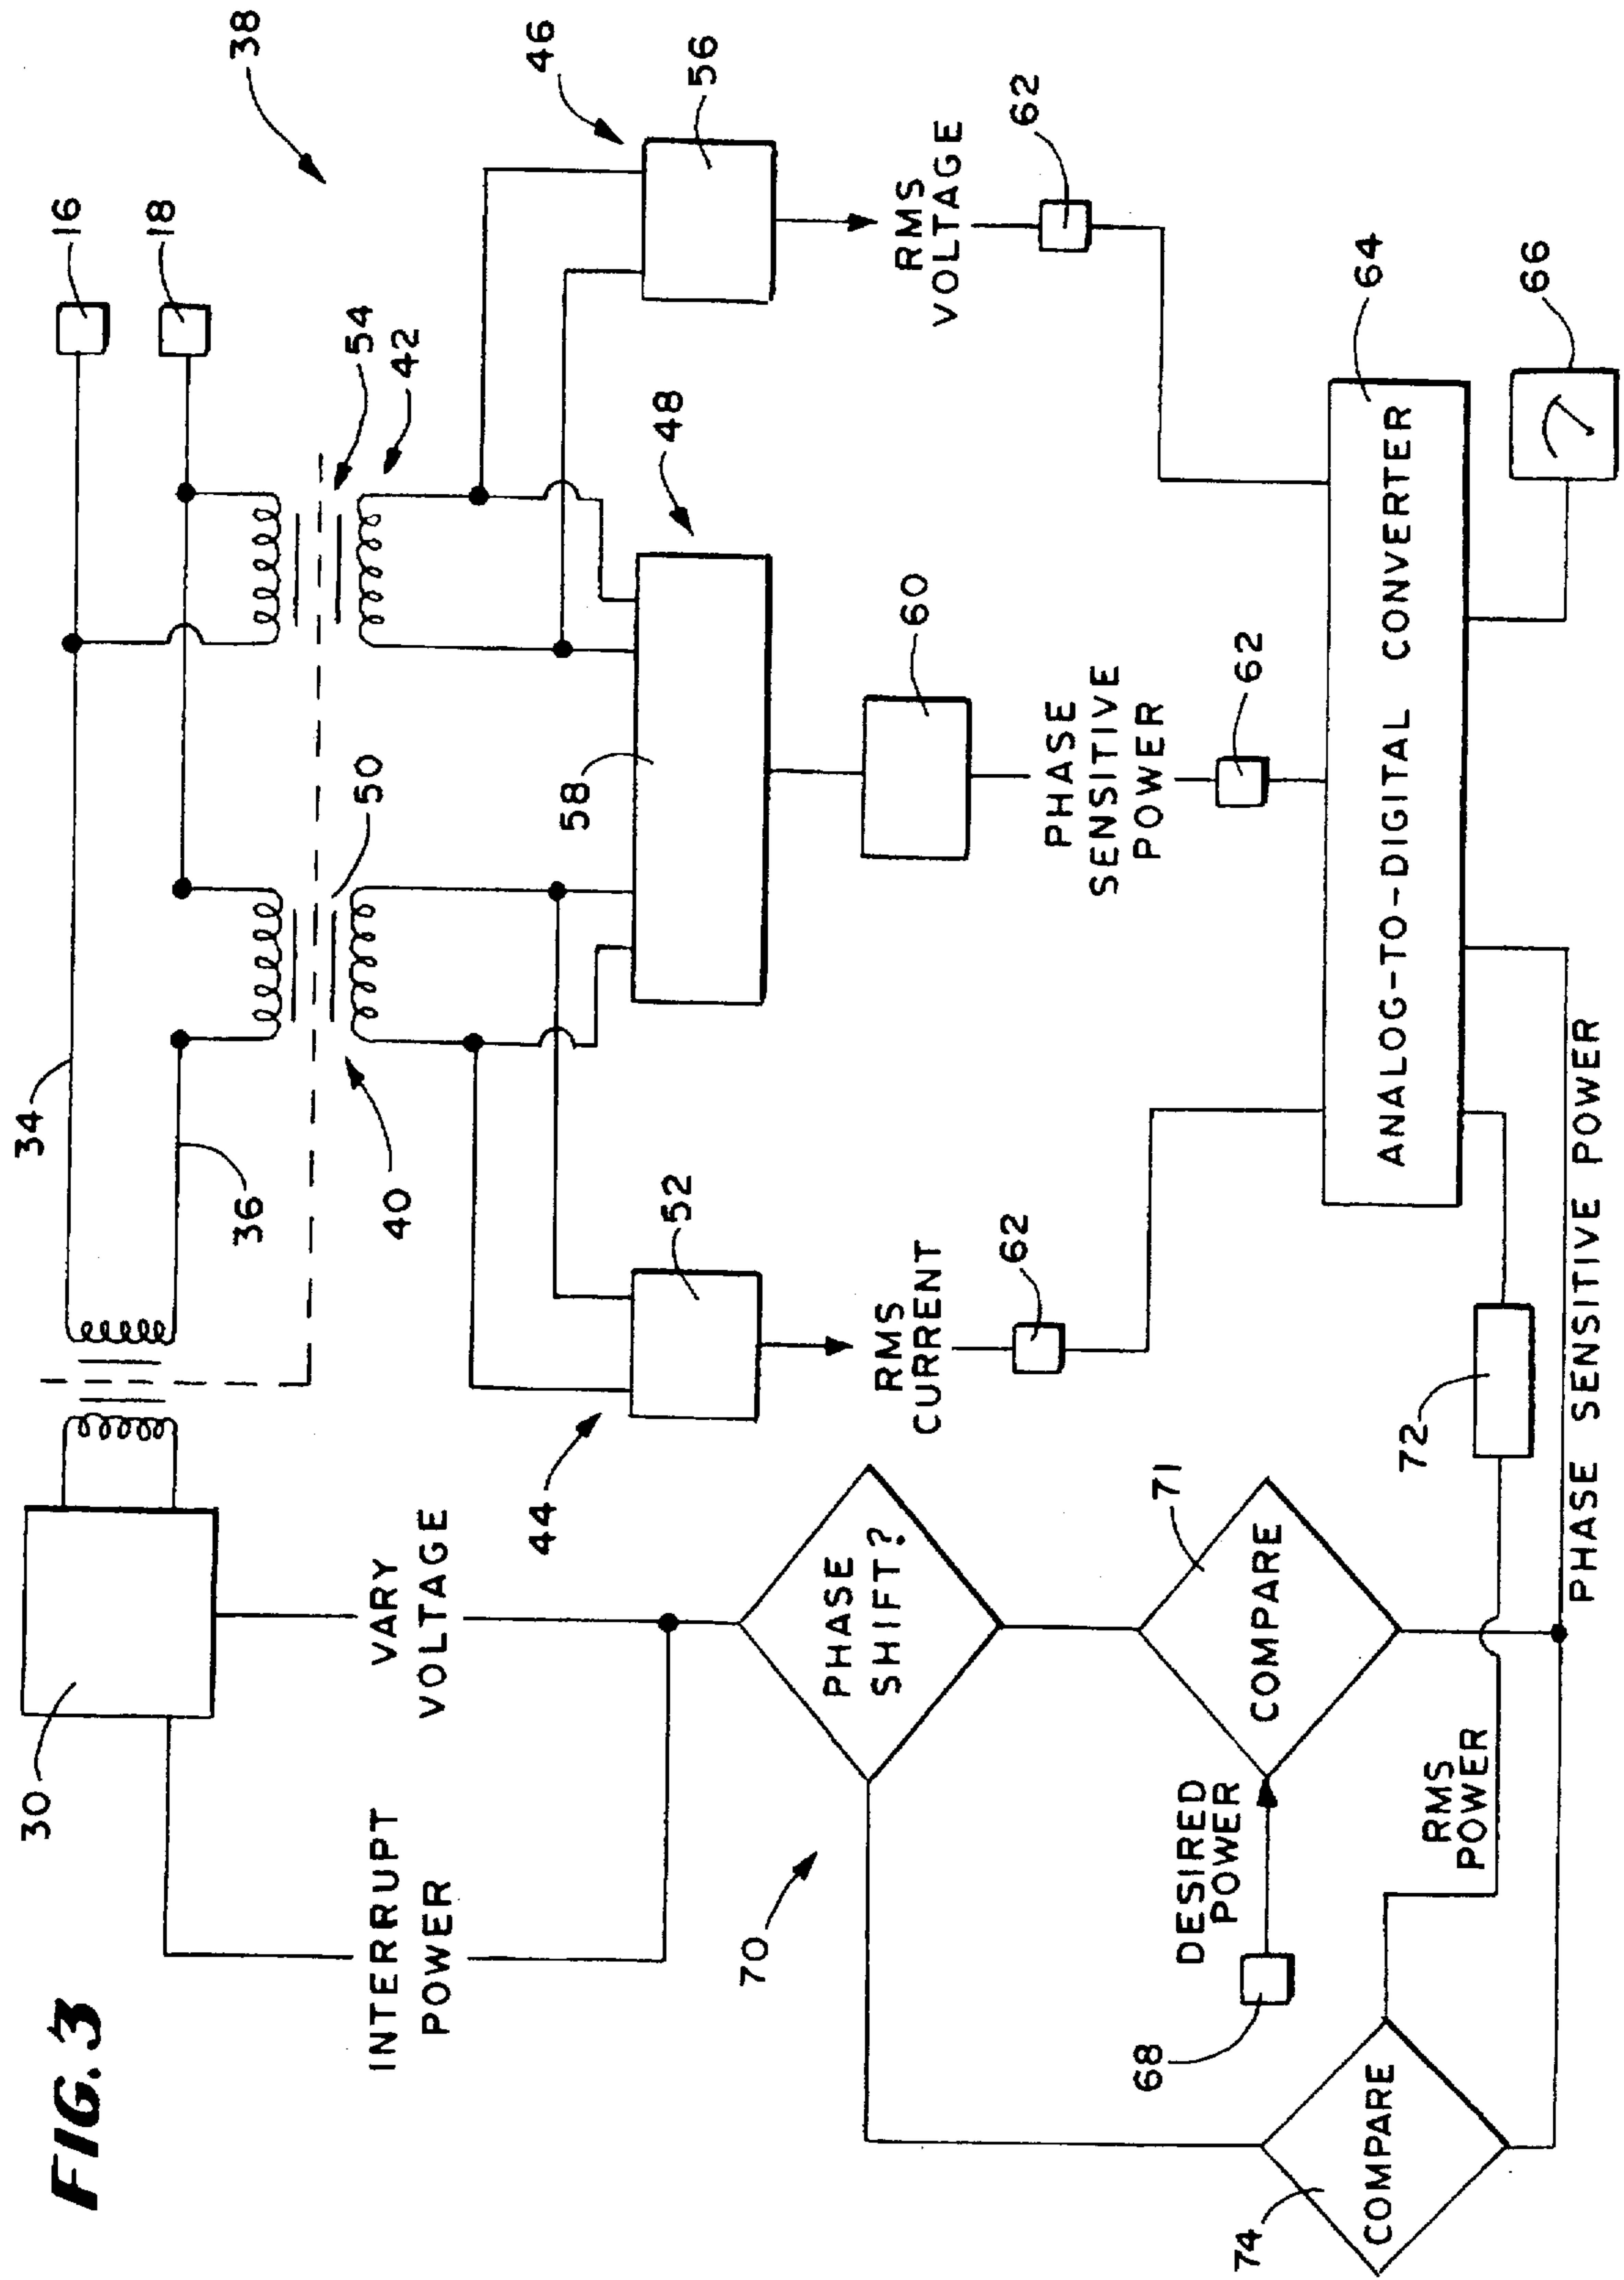 FIG. 3
30
INTERRUPT
POWER
VARY
VOLTAGE
34
36
38
16
18
40
50
54
42
44
52
RMS
CURRENT
62
48
58
60
PHASE
SENSITIVE
POWER
62
46
56
RMS
VOLTAGE
62
64
ANALOG-TO-DIGITAL CONVERTER
66
70
PHASE
SHIFT?
71
COMPARE
DESIRED
POWER
68
72
RMS
POWER
74
COMPARE
PHASE SENSITIVE POWER